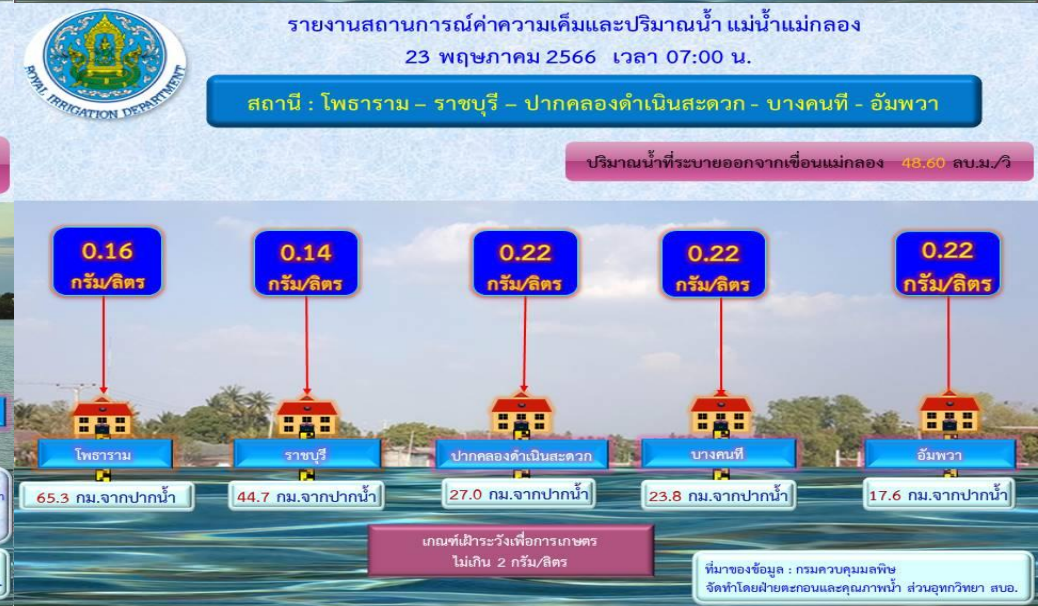 รายงานสถานการณ์ค่าความเค็มและปริมาณน้ำ แม่น้ำแม่กลอง
23 พฤษภาคม 2566 เวลา 07:00 น.
ROYAL IRRIGATION DEPARTMENT
สถานี : โพธาราม – ราชบุรี – ปากคลองดำเนินสะดวก - บางคนที - อัมพวา
ปริมาณน้ำที่ระบายออกจากเขื่อนแม่กลอง 48.60 ลบ.ม./วิ
0.16 กรัม/ลิตร
0.14 กรัม/ลิตร
0.22 กรัม/ลิตร
0.22 กรัม/ลิตร
0.22 กรัม/ลิตร
โพธาราม
ราชบุรี
ปากคลองดำเนินสะดวก
บางคนที
อัมพวา
65.3 กม.จากปากน้ำ
44.7 กม.จากปากน้ำ
27.0 กม.จากปากน้ำ
23.8 กม.จากปากน้ำ
17.6 กม.จากปากน้ำ
เกณฑ์เฝ้าระวังเพื่อการเกษตร
ไม่เกิน 2 กรัม/ลิตร
ที่มาของข้อมูล : กรมควบคุมมลพิษ
จัดทำโดยฝ่ายตะกอนและคุณภาพน้ำ ส่วนอุทกวิทยา สบอ.